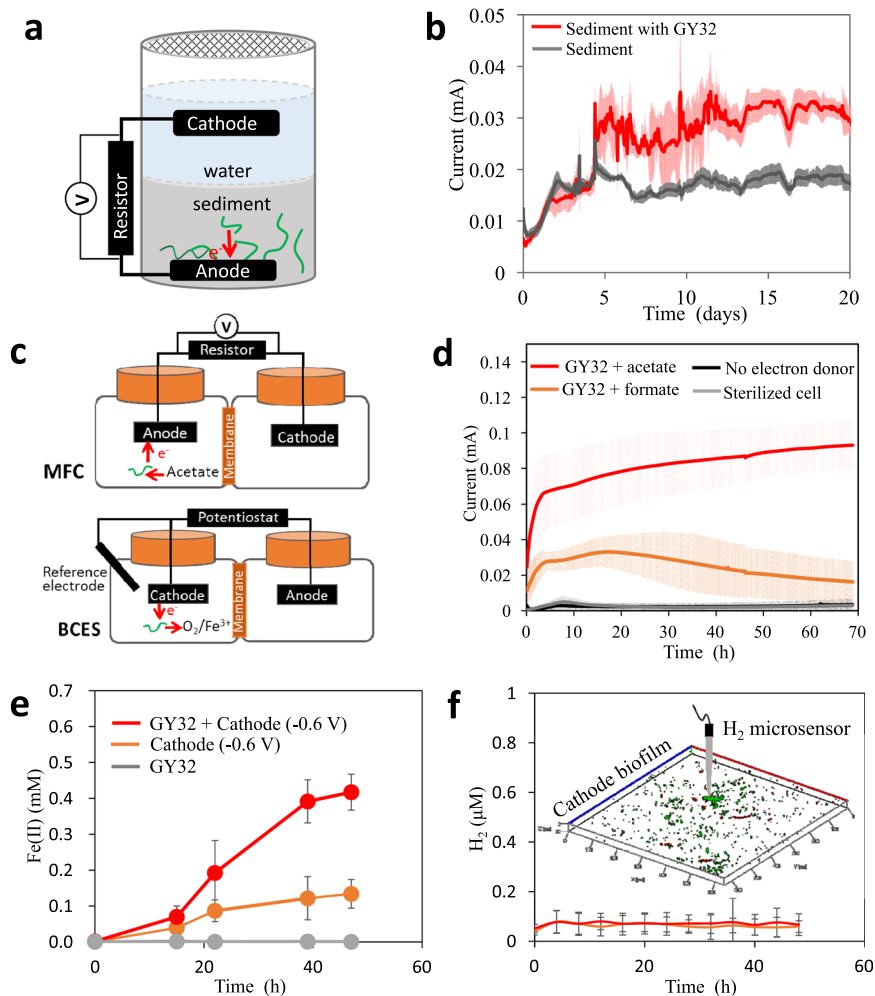 a
Cathode
water
sediment
e-
Anode
Resistor
V
b
Sediment with GY32
Sediment
Current (mA)
0.05
0.04
0.03
0.02
0.01
0
0 5 10 15 20
Time (days)
c
V
Resistor
Anode
Cathode
e-
Acetate
MFC
Membrane
Potentiostat
Reference
electrode
Cathode
Anode
e-
O2/Fe3+
BCES
Membrane
d
GY32 + acetate
GY32 + formate
No electron donor
Sterilized cell
Current (mA)
0.14
0.12
0.1
0.08
0.06
0.04
0.02
0
0 10 20 30 40 50 60 70
Time (h)
e
GY32 + Cathode (-0.6 V)
Cathode (-0.6 V)
GY32
Fe(II) (mM)
0.7
0.6
0.5
0.4
0.3
0.2
0.1
0.0
0 20 40 60
Time (h)
f
H2 microsensor
Cathode biofilm
H2 (μM)
1
0.8
0.6
0.4
0.2
0
0 20 40 60
Time (h)